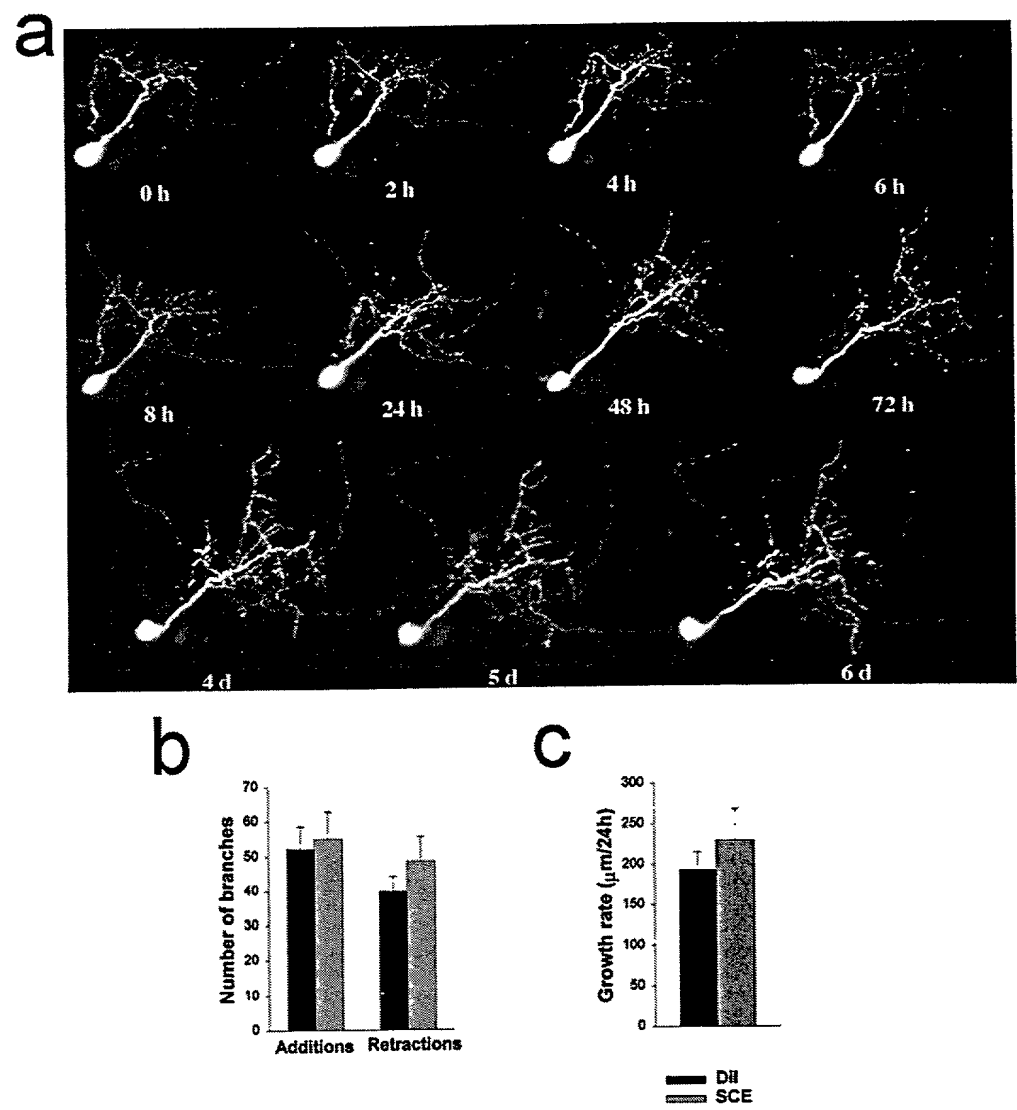 a
0 h
2 h
4 h
6 h
8 h
24 h
48 h
72 h
4 d
5 d
6 d
b
Number of branches
70
60
50
40
30
20
10
0
Additions
Retractions
c
Growth rate (μm/24h)
300
250
200
150
100
50
0
DiI
SCE